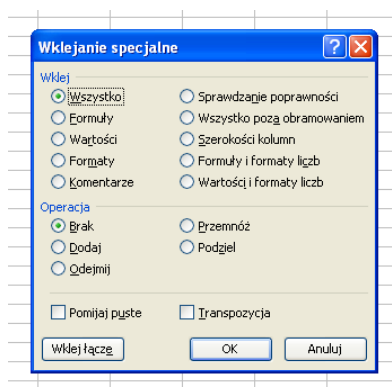 Wklejanie specjalne
Wklej
Wszystko
Sprawdzanie poprawności
Formuły
Wszystko poza obramowaniem
Wartości
Szerokości kolumn
Formaty
Formuły i formaty liczb
Komentarze
Wartości i formaty liczb
Operacja
Brak
Przemnóż
Dodaj
Podziel
Odejmij
Pomijaj puste
Transpozycja
Wklej łącze
OK
Anuluj